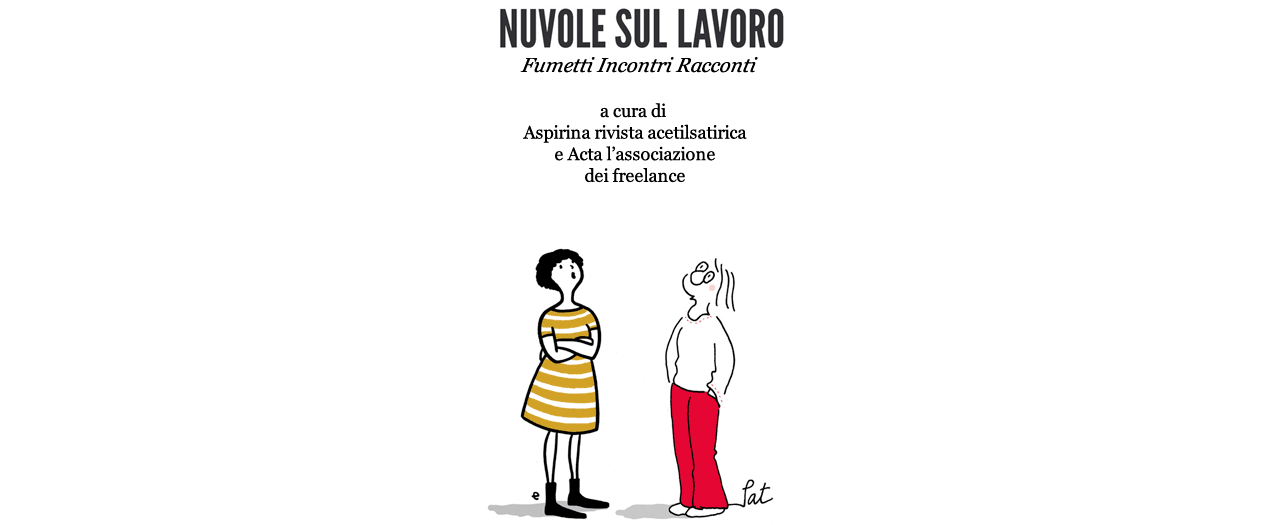 NUVOLE SUL LAVORO
Fumetti Incontri Racconti
a cura di
Aspirina rivista acetilsatirica
e Acta l’associazione
dei freelance
e
Pat